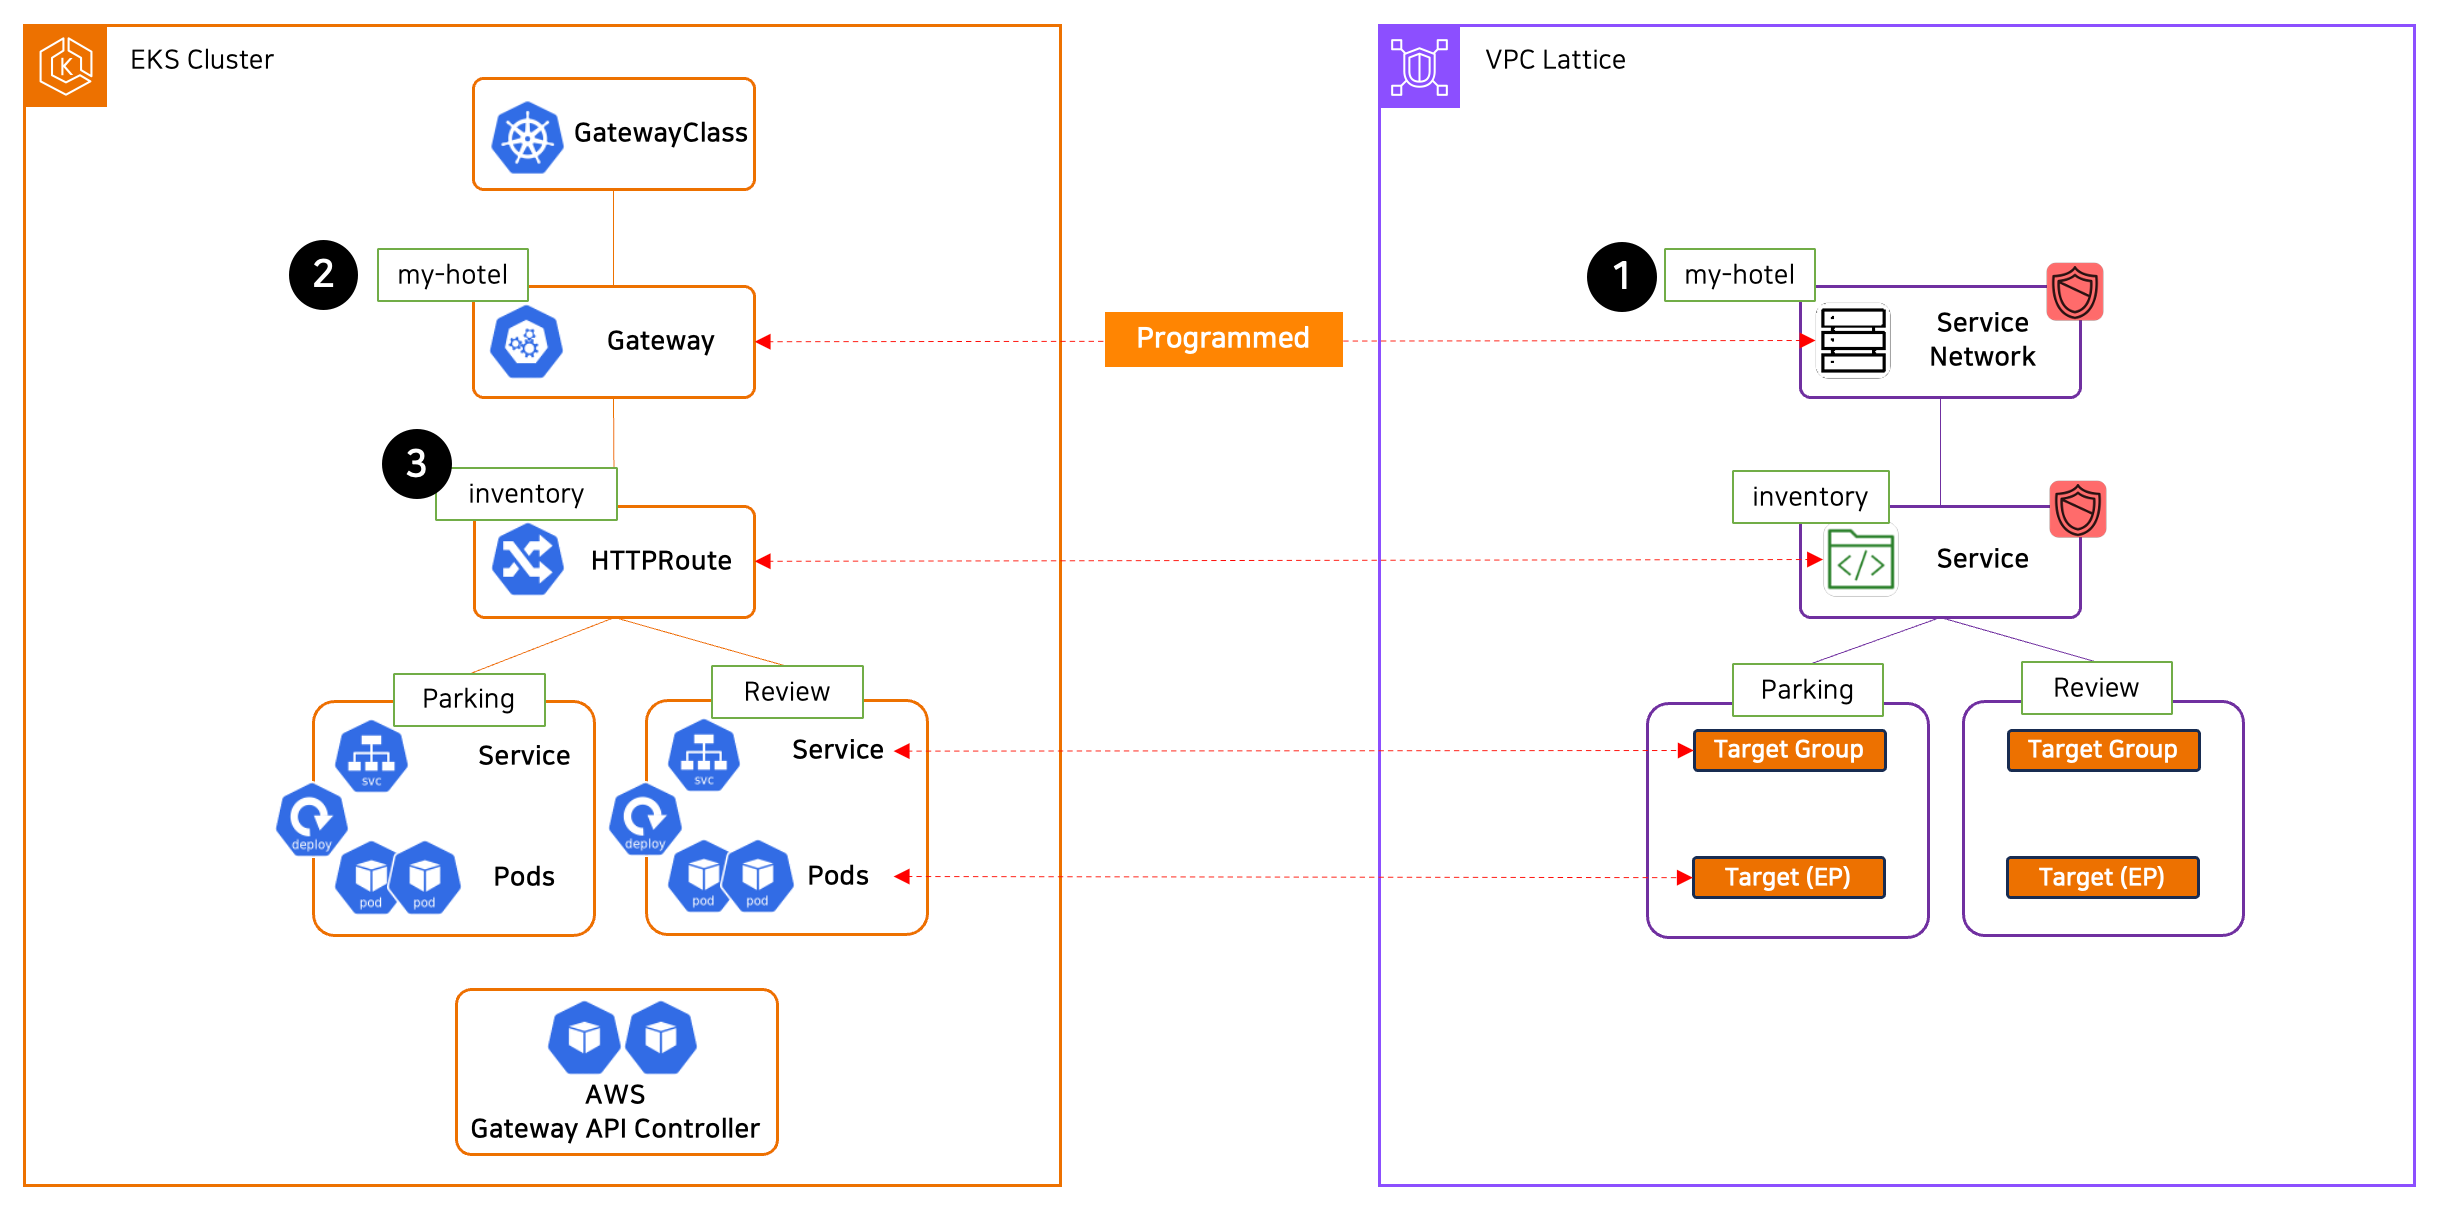 EKS Cluster
GatewayClass
2
my-hotel
Gateway
3
inventory
HTTPRoute
Parking
Service
svc
deploy
pod
pod
Pods
Review
Service
svc
deploy
pod
pod
Pods
AWS
Gateway API Controller
Programmed
VPC Lattice
1
my-hotel
Service
Network
inventory
Service
Parking
Target Group
Target (EP)
Review
Target Group
Target (EP)